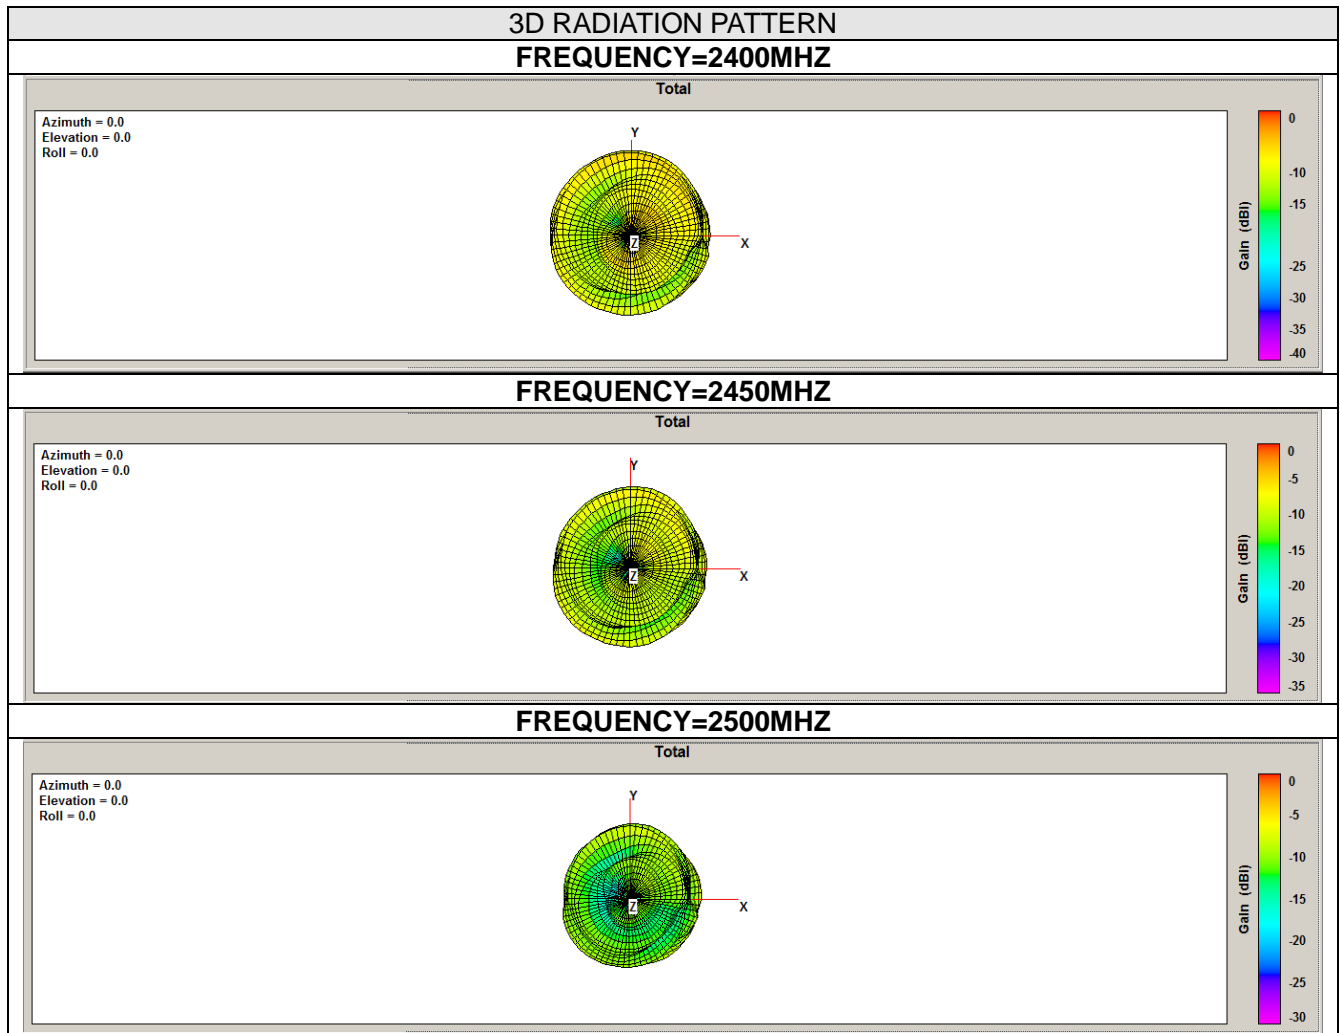 3D RADIATION PATTERN
FREQUENCY=2400MHZ
Total
Azimuth = 0.0
Elevation = 0.0
Roll = 0.0
Y
Z
X
Gain (dBi)
0
-10
-15
-25
-30
-35
-40
FREQUENCY=2450MHZ
Total
Azimuth = 0.0
Elevation = 0.0
Roll = 0.0
Y
Z
X
Gain (dBi)
0
-5
-10
-15
-20
-25
-30
-35
FREQUENCY=2500MHZ
Total
Azimuth = 0.0
Elevation = 0.0
Roll = 0.0
Y
Z
X
Gain (dBi)
0
-5
-10
-15
-20
-25
-30